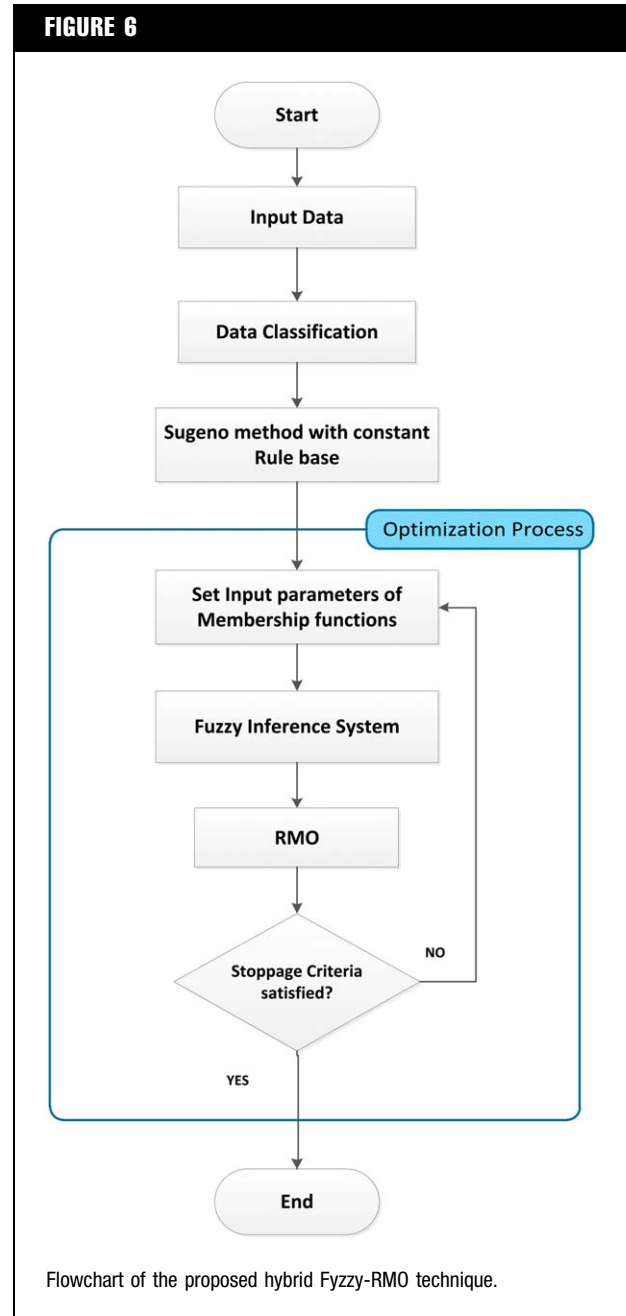 FIGURE 6
Start
Input Data
Data Classification
Sugeno method with constant
Rule base
Optimization Process
Set Input parameters of
Membership functions
Fuzzy Inference System
RMO
Stoppage Criteria
satisfied?
NO
YES
End
Flowchart of the proposed hybrid Fyzzy-RMO technique.